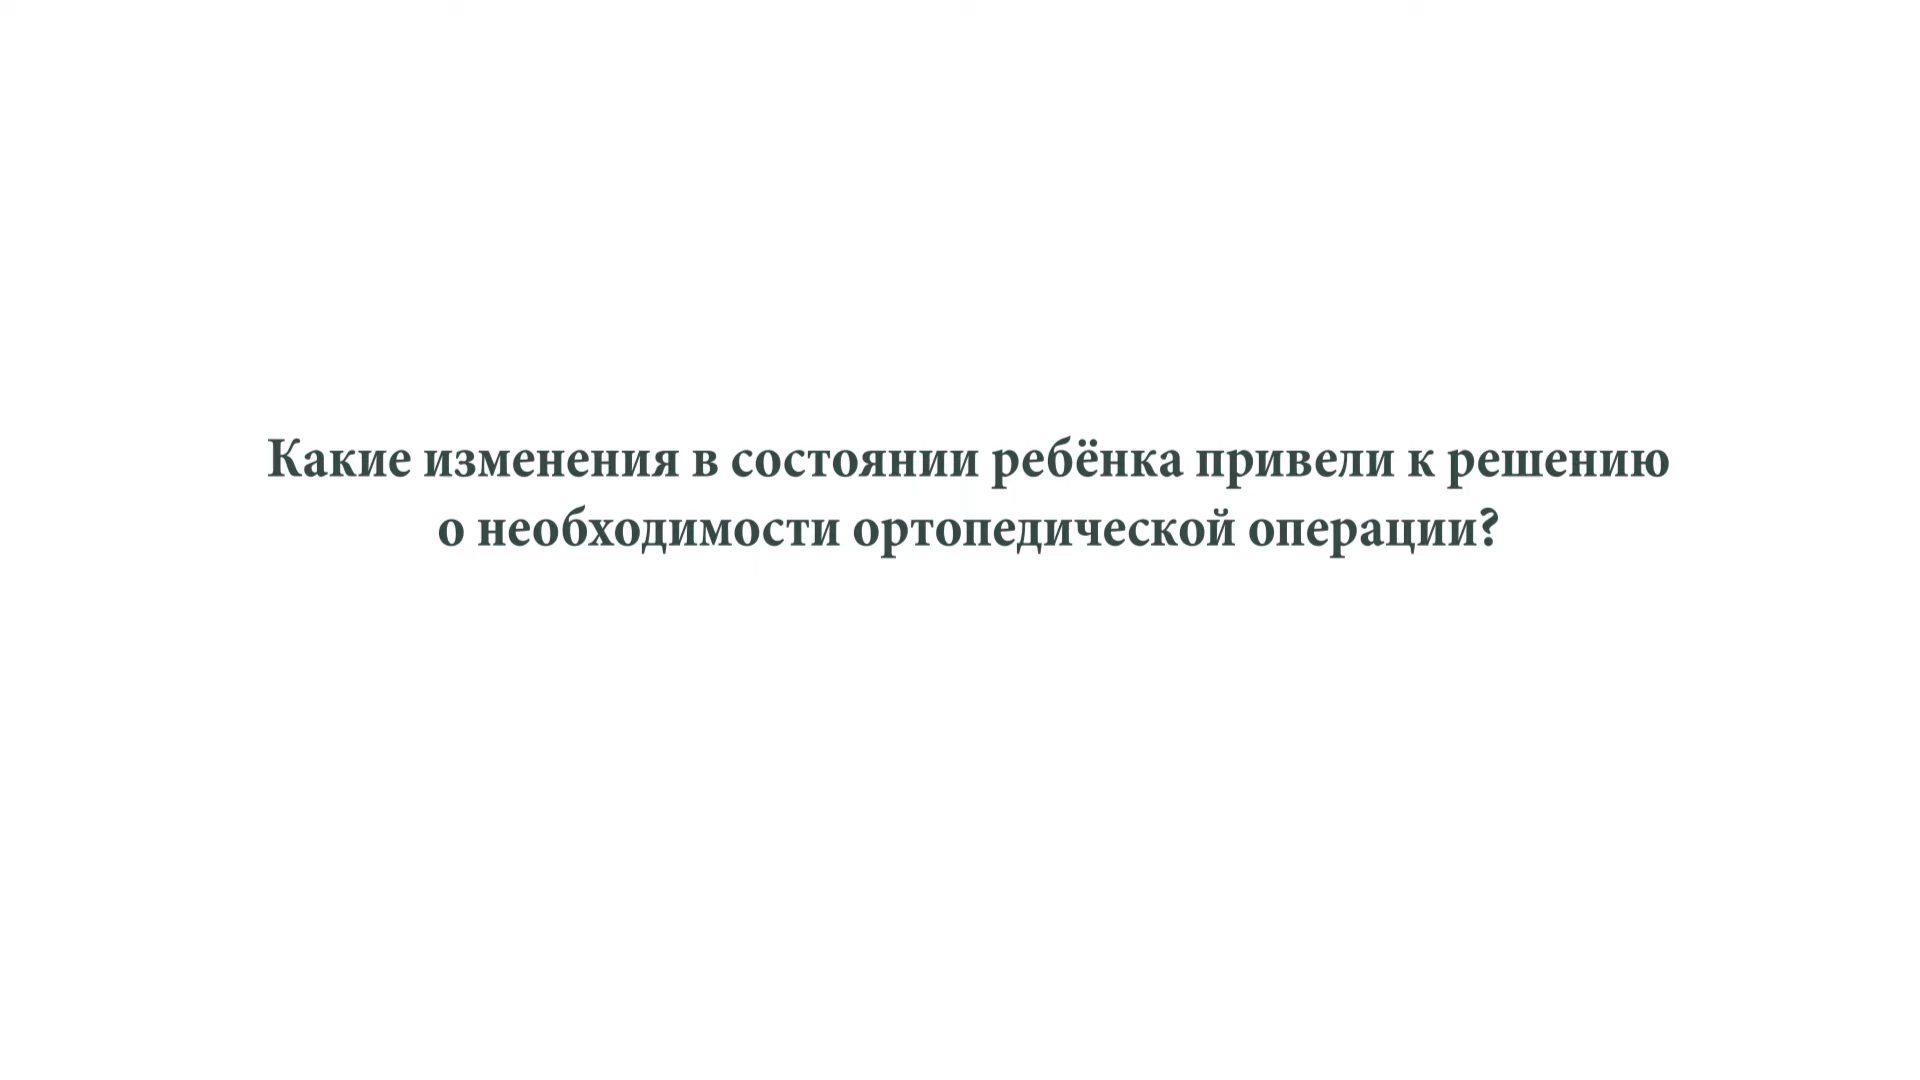 Какие изменения в состоянии ребёнка привели к решению
о необходимости ортопедической операции?